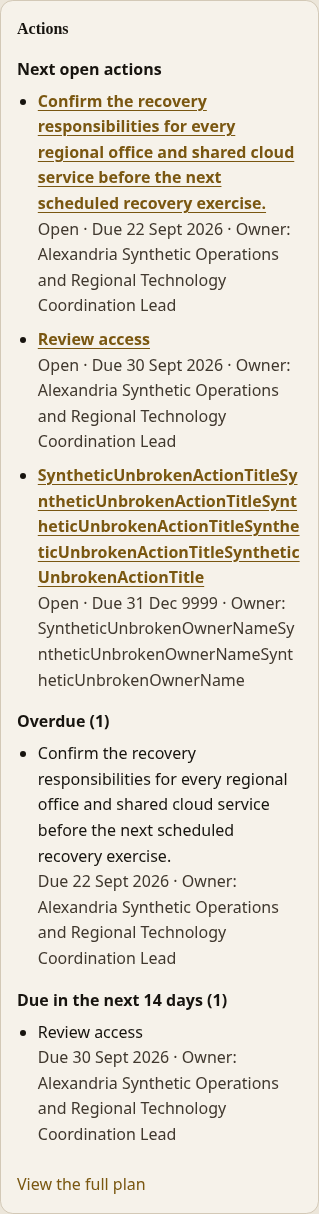 Actions
Next open actions
Confirm the recovery
responsibilities for every
regional office and shared cloud
service before the next
scheduled recovery exercise.
Open · Due 22 Sept 2026 · Owner:
Alexandria Synthetic Operations
and Regional Technology
Coordination Lead
Review access
Open · Due 30 Sept 2026 · Owner:
Alexandria Synthetic Operations
and Regional Technology
Coordination Lead
SyntheticUnbrokenActionTitleSy
ntheticUnbrokenActionTitleSynt
heticUnbrokenActionTitleSynthe
ticUnbrokenActionTitleSynthetic
UnbrokenActionTitle
Open · Due 31 Dec 9999 · Owner:
SyntheticUnbrokenOwnerNameSy
ntheticUnbrokenOwnerNameSynt
heticUnbrokenOwnerName
Overdue (1)
Confirm the recovery
responsibilities for every regional
office and shared cloud service
before the next scheduled
recovery exercise.
Due 22 Sept 2026 · Owner:
Alexandria Synthetic Operations
and Regional Technology
Coordination Lead
Due in the next 14 days (1)
Review access
Due 30 Sept 2026 · Owner:
Alexandria Synthetic Operations
and Regional Technology
Coordination Lead
View the full plan